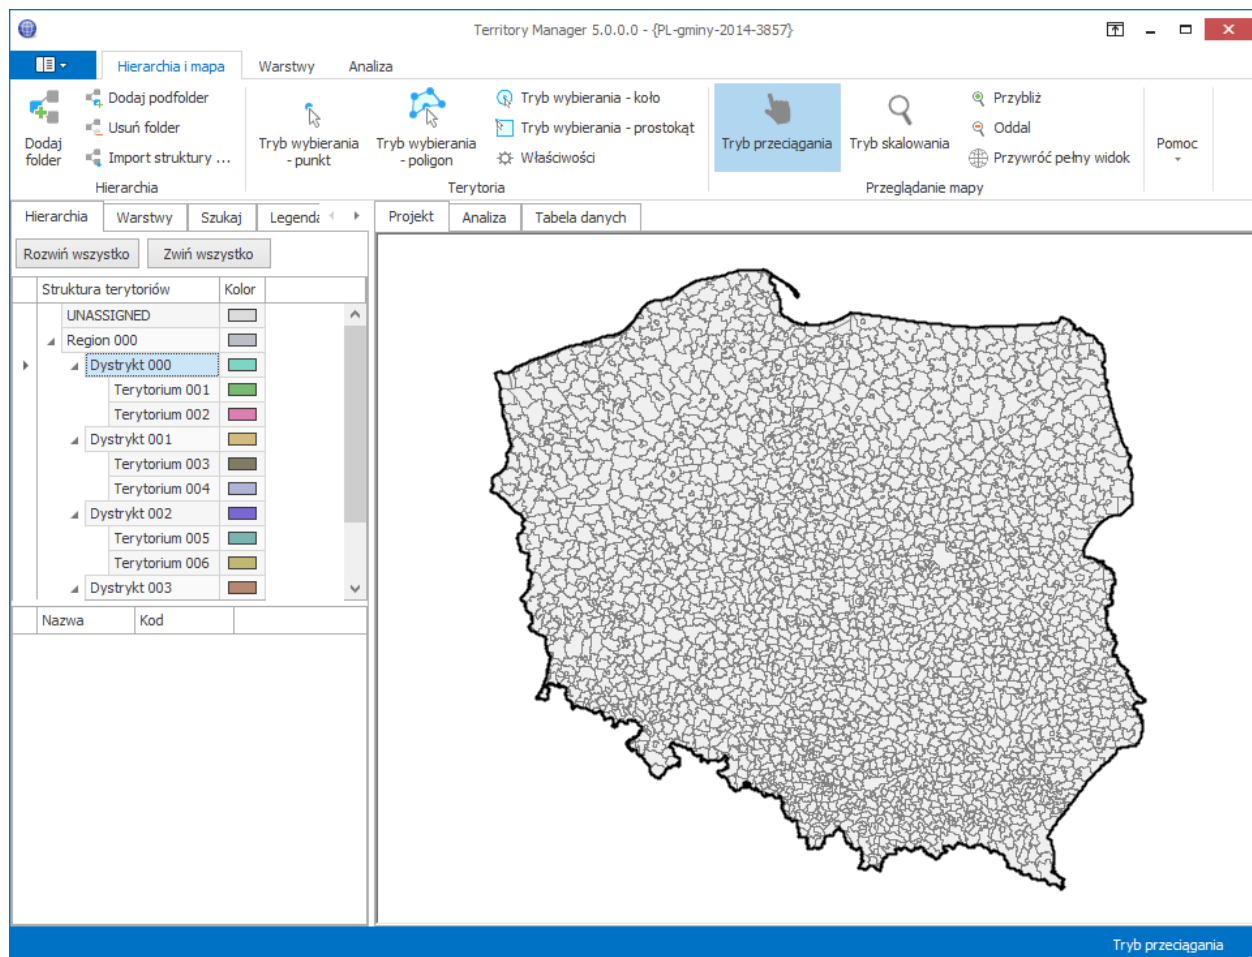 Territory Manager 5.0.0.0 - {PL-gminy-2014-3857}
Hierarchia i mapa
Warstwy
Analiza
Dodaj folder
Dodaj podfolder
Usuń folder
Import struktury ...
Hierarchia
Tryb wybierania - punkt
Tryb wybierania - poligon
Tryb wybierania - koło
Tryb wybierania - prostokąt
Właściwości
Terytoria
Tryb przeciągania
Tryb skalowania
Przybliż
Oddal
Przywróć pełny widok
Przeglądanie mapy
Pomoc
Hierarchia
Warstwy
Szukaj
Legenda
Projekt
Analiza
Tabela danych
Rozwiń wszystko
Zwiń wszystko
Struktura terytoriów
Kolor
UNASSIGNED
Region 000
Dystrykt 000
Terytorium 001
Terytorium 002
Dystrykt 001
Terytorium 003
Terytorium 004
Dystrykt 002
Terytorium 005
Terytorium 006
Dystrykt 003
Nazwa
Kod
Tryb przeciągania